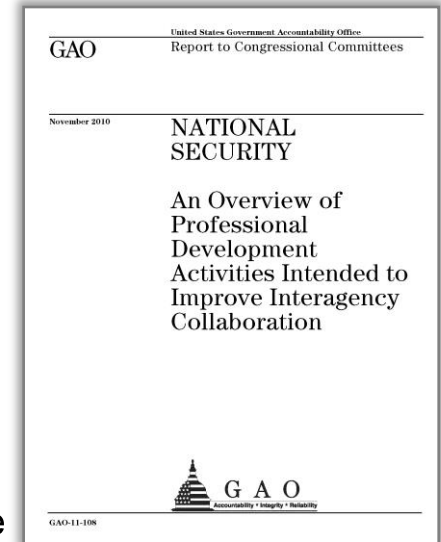 United States Government Accountability Office
GAO
Report to Congressional Committees
November 2010
NATIONAL
SECURITY
An Overview of
Professional
Development
Activities Intended to
Improve Interagency
Collaboration
G A O
Accountability * Integrity * Reliability
GAO-11-108
e